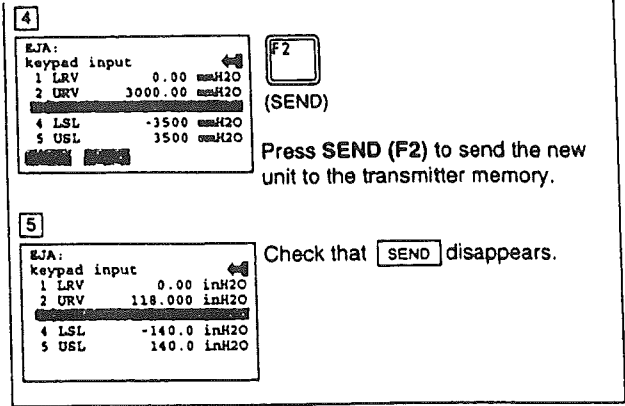 4
EJA:
keypad input
1 LRV 0.00 mmH2O
2 URV 3000.00 mmH2O
4 LSL -3500 mmH2O
5 USL 3500 mmH2O
F2
(SEND)
Press SEND (F2) to send the new
unit to the transmitter memory.
5
EJA:
keypad input
1 LRV 0.00 inH2O
2 URV 118.000 inH2O
4 LSL -140.0 inH2O
5 USL 140.0 inH2O
Check that SEND disappears.